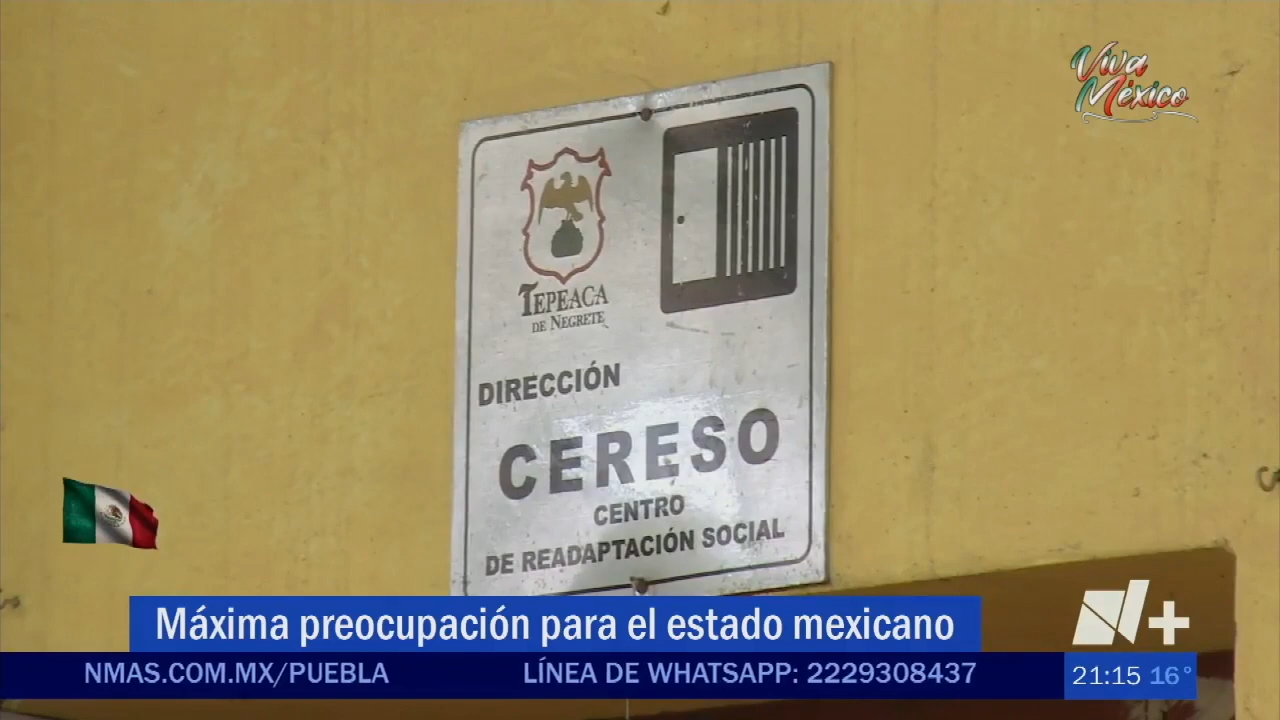 Viva
México
TEPEACA
DE NEGRETE
DIRECCIÓN
CERESO
CENTRO
DE READAPTACIÓN SOCIAL
Máxima preocupación para el estado mexicano
N+
NMAS.COM.MX/PUEBLA LÍNEA DE WHATSAPP: 2229308437
21:15 16°